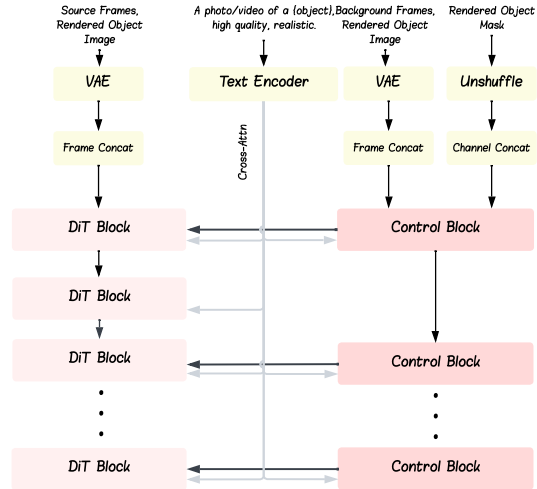 Source Frames,
Rendered Object
Image
A photo/video of a {object},
high quality, realistic.
Background Frames,
Rendered Object
Image
Rendered Object
Mask
VAE
Text Encoder
VAE
Unshuffle
Frame Concat
Cross-Attn
Frame Concat
Channel Concat
DiT Block
Control Block
DiT Block
DiT Block
Control Block
DiT Block
Control Block